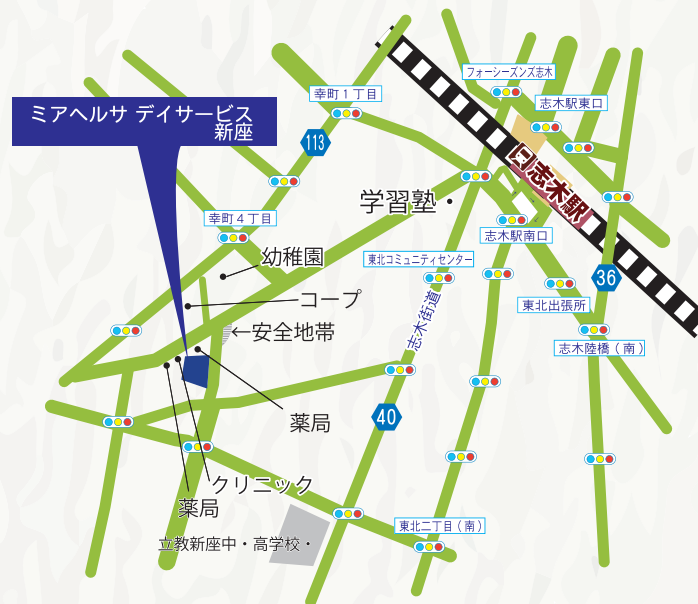 フォーシーズンズ志木
幸町1丁目
志木駅東口
ミアヘルサ デイサービス
新座
113
志木駅
学習塾
幸町4丁目
志木駅南口
幼稚園
東北コミュニティセンター
36
コープ
東北出張所
志木街道
←安全地帯
志木陸橋(南)
40
薬局
クリニック
薬局
東北二丁目(南)
立教新座中・高学校・